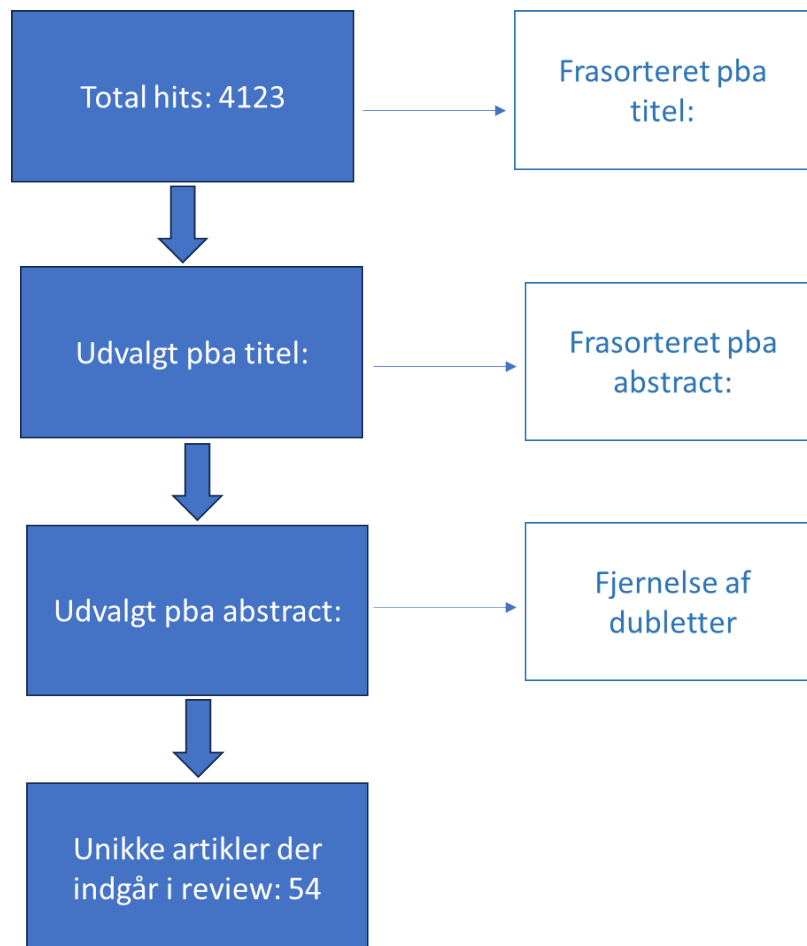 Total hits: 4123
Frasorteret pba
titel:
Udvalgt pba titel:
Frasorteret pba
abstract:
Udvalgt pba abstract:
Fjernelse af
dubletter
Unikke artikler der
indgår i review: 54